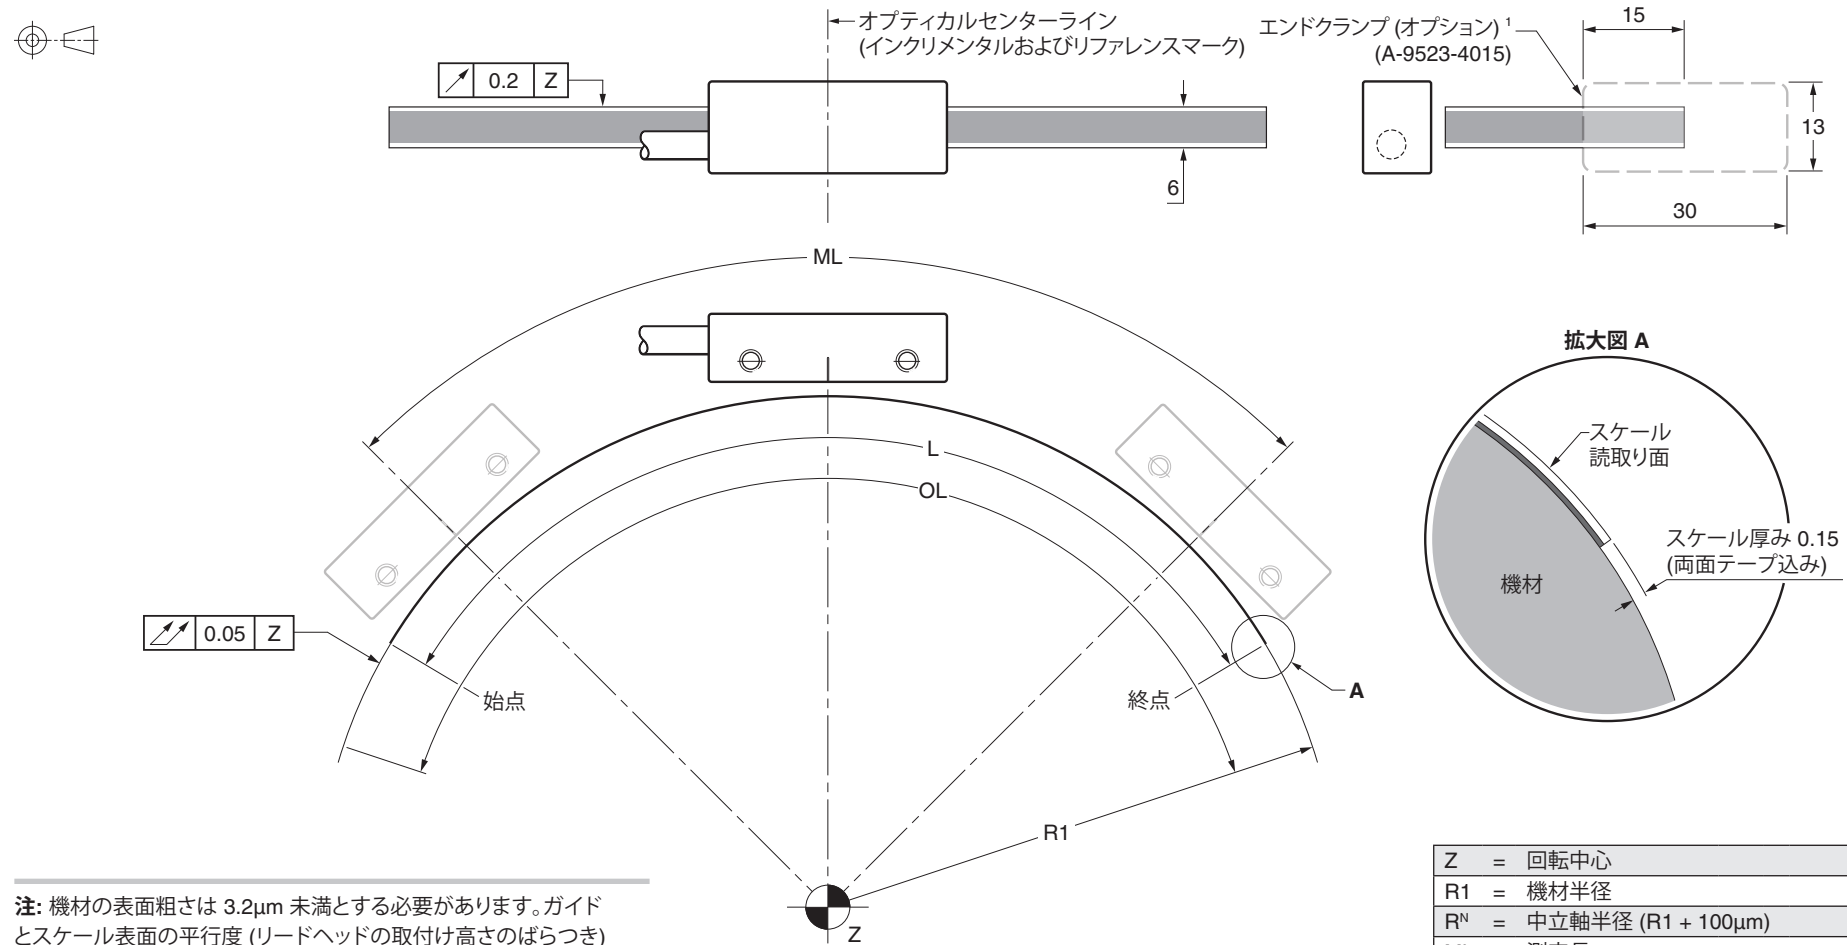 オプティカルセンターライン
(インクリメンタルおよびリファレンスマーク)
エンドクランプ (オプション) 1
(A-9523-4015)
15
0.2 Z
13
6
30
ML
拡大図 A
スケール
読取り面
L
OL
スケール厚み 0.15
(両面テープ込み)
機材
0.05 Z
始点
終点
A
R1
Z
Z = 回転中心
R1 = 機材半径
RN = 中立軸半径 (R1 + 100µm)
注: 機材の表面粗さは 3.2µm 未満とする必要があります。ガイド
とスケール表面の平行度 (リードヘッドの取付け高さのばらつき)